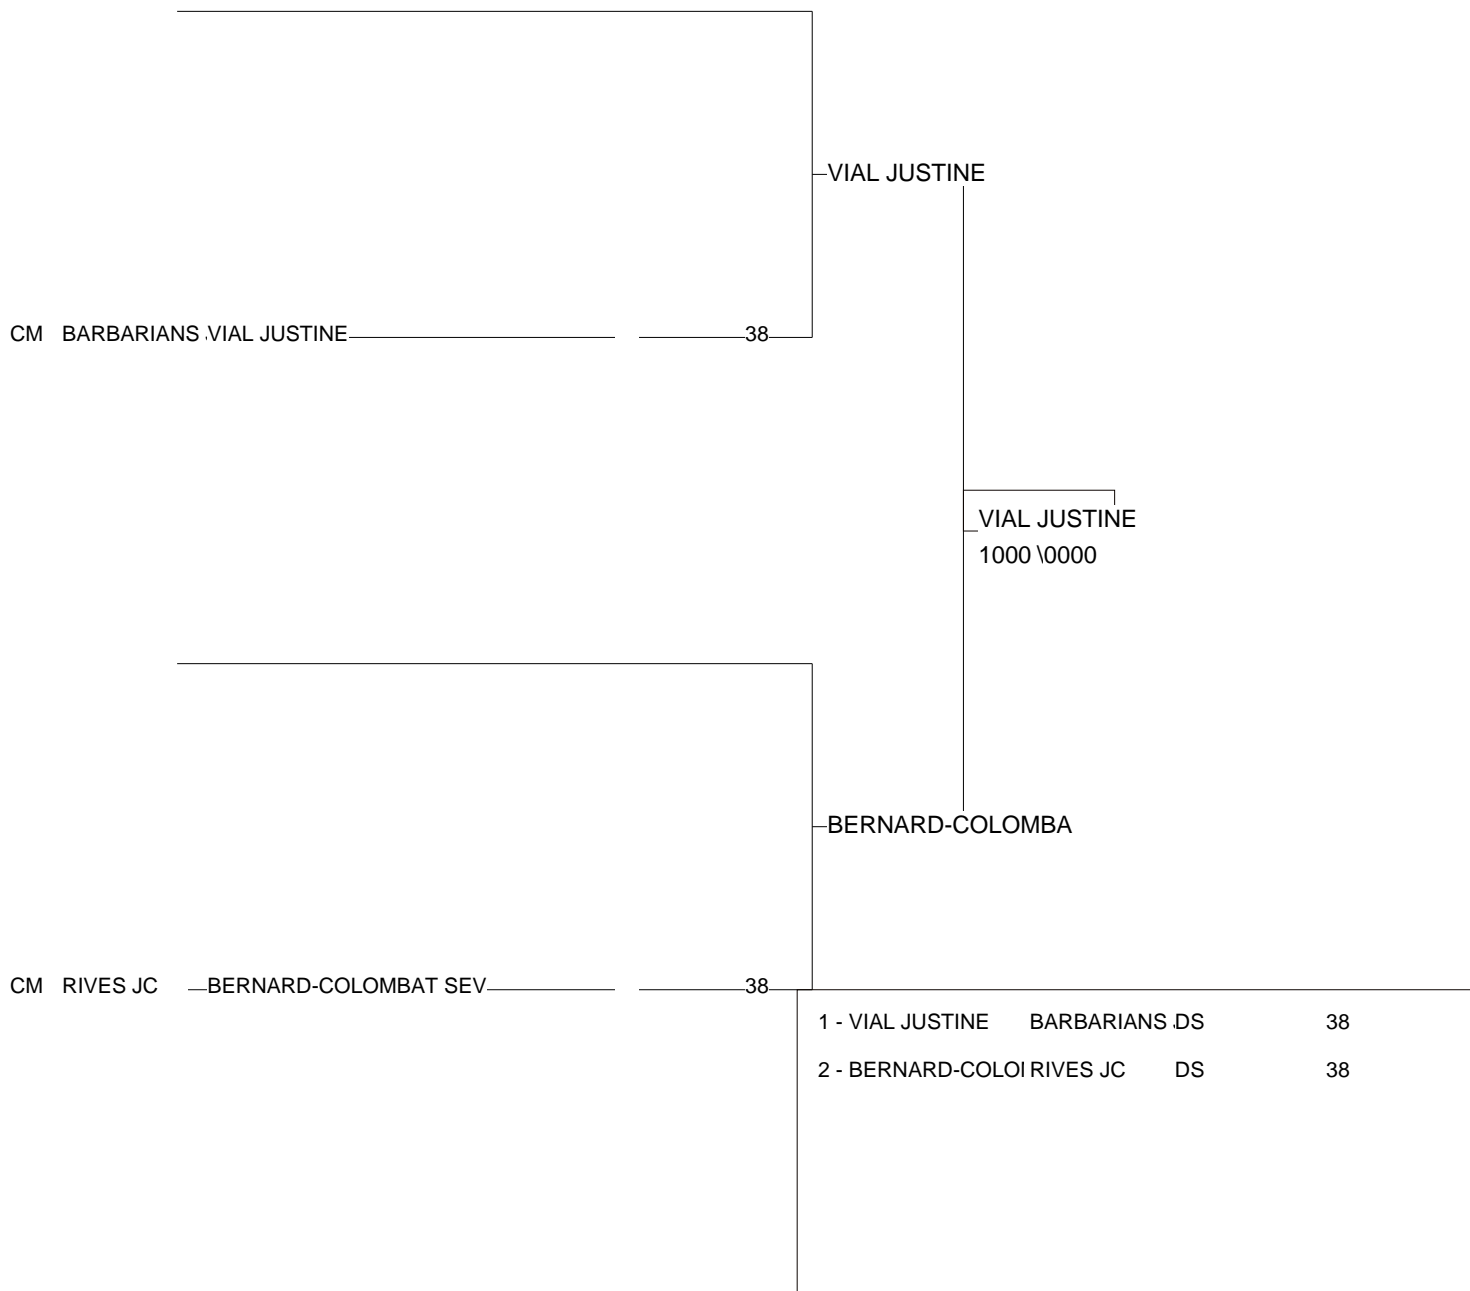 VIAL JUSTINE
CM BARBARIANS VIAL JUSTINE 38
VIAL JUSTINE
1000 \0000
BERNARD-COLOMBA
CM RIVES JC BERNARD-COLOMBAT SEV 38
1 - VIAL JUSTINE BARBARIANS DS 38
2 - BERNARD-COLO RIVES JC DS 38